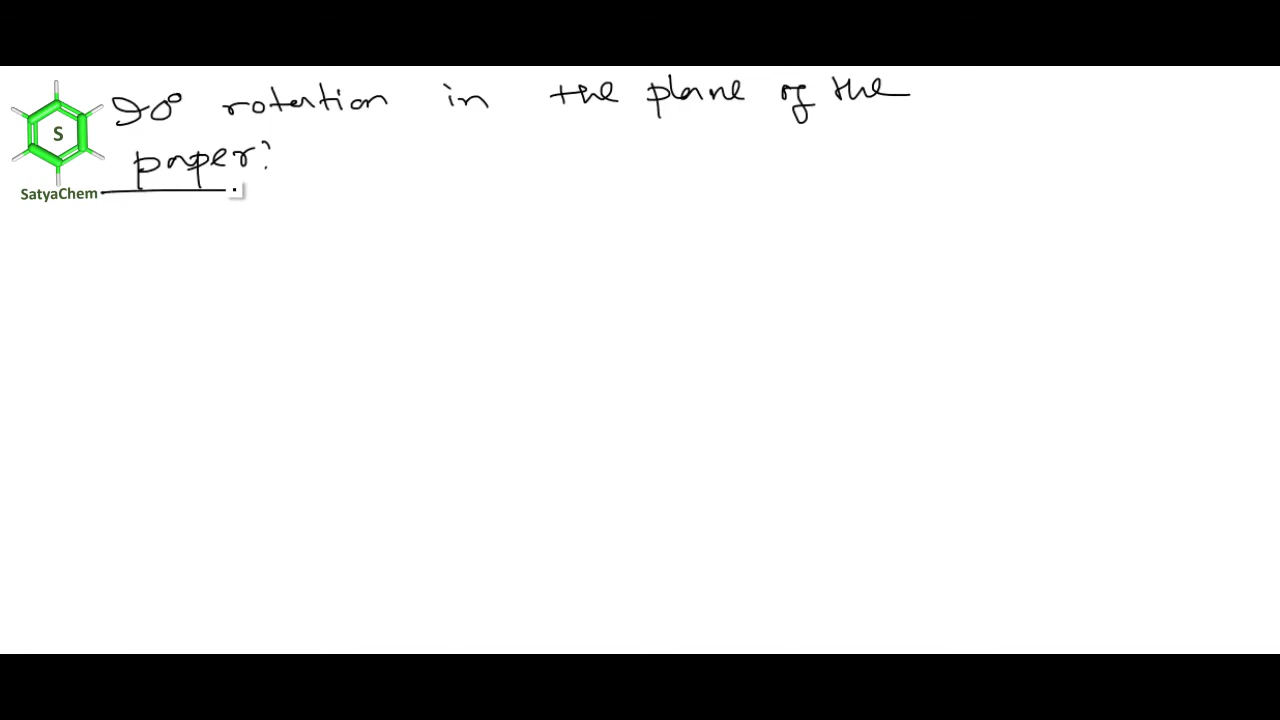 90° rotation in the plane of the
S
paper?
SatyaChem